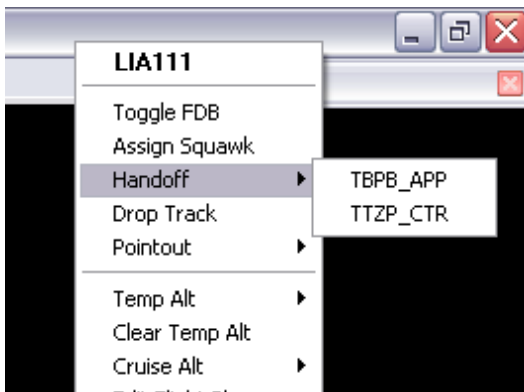 LIA111
Toggle FDB
Assign Squawk
Handoff
TBPB_APP
TTZP_CTR
Drop Track
Pointout
Temp Alt
Clear Temp Alt
Cruise Alt